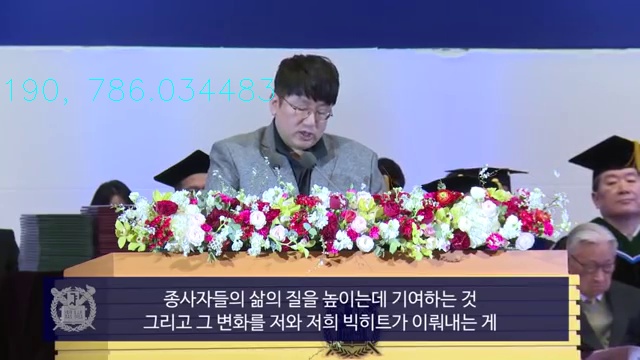 190, 786.034483
종사자들의 삶의 질을 높이는데 기여하는 것
그리고 그 변화를 저와 저희 빅히트가 이뤄내는 게